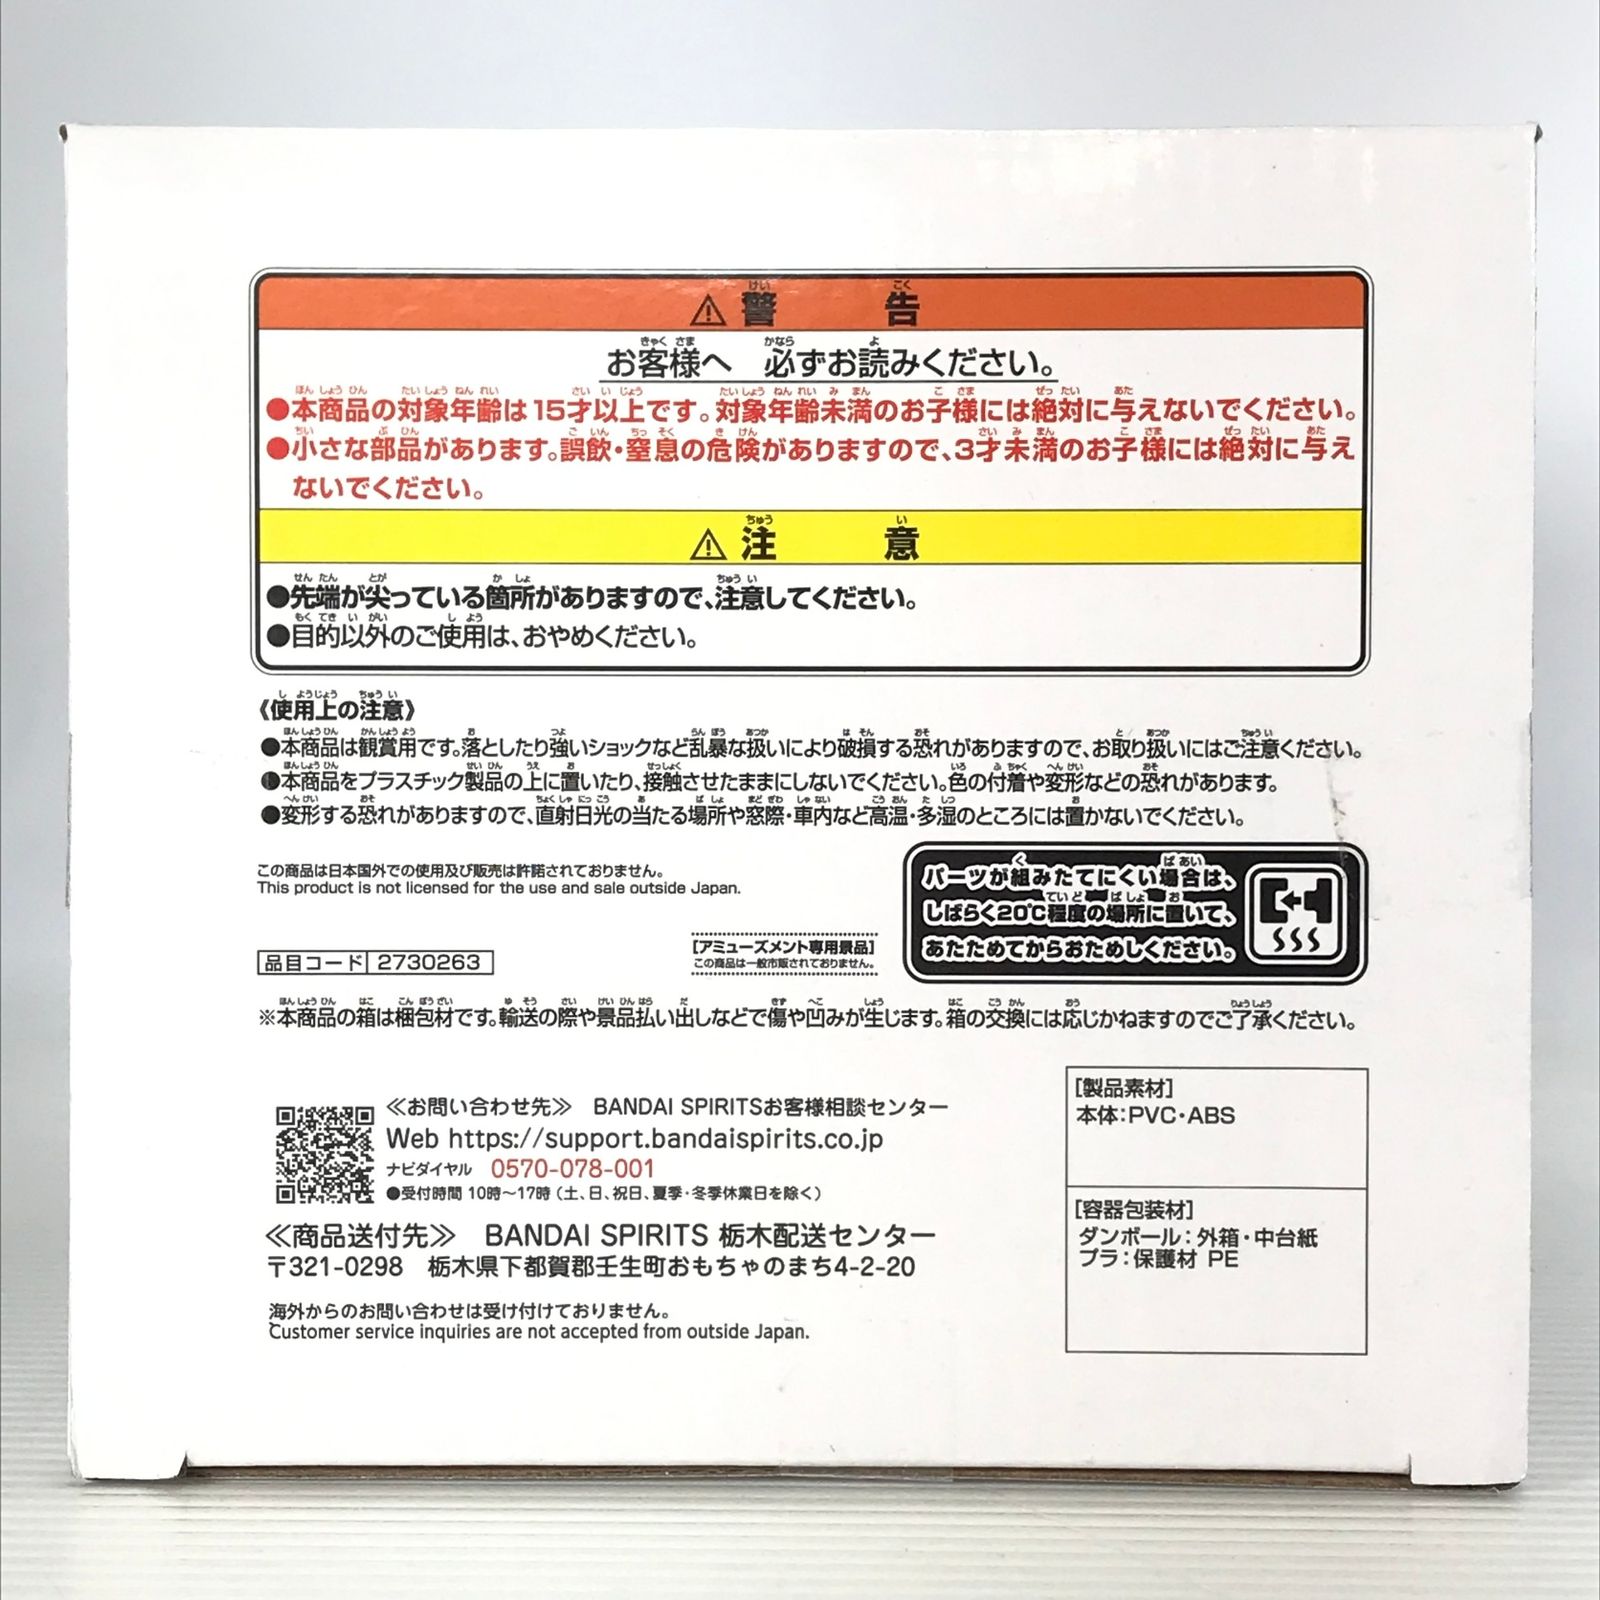 ⚠警告
お客様へ 必ずお読みください。
●本商品の対象年齢は15才以上です。対象年齢未満のお子様には絶対に与えないでください。
●小さな部品があります。誤飲・窒息の危険がありますので、3才未満のお子様には絶対に与え
ないでください。
⚠注意
●先端が尖っている箇所がありますので、注意してください。
●目的以外のご使用は、おやめください。
《使用上の注意》
●本商品は観賞用です。落としたり強いショックなど乱暴な扱いにより破損する恐れがありますので、お取り扱いにはご注意ください。
●本商品をプラスチック製品の上に置いたり、接触させたままにしないでください。色の付着や変形などの恐れがあります。
●変形する恐れがありますので、直射日光の当たる場所や窓際・車内など高温・多湿のところには置かないでください。
この商品は日本国外での使用及び販売は許諾されておりません。
This product is not licensed for the use and sale outside Japan.
パーツが組みたてにくい場合は、
しばらく20℃程度の場所に置いて、
あたためてからおためしください。
品目コード 2730263
[アミューズメント専用景品]
この商品は一般市販されておりません。
※本商品の箱は梱包材です。輸送の際や景品払い出しなどで傷や凹みが生じます。箱の交換には応じかねますのでご了承ください。
≪お問い合わせ先≫ BANDAI SPIRITSお客様相談センター
Web https://support.bandaispirits.co.jp
ナビダイヤル 0570-078-001
●受付時間 10時〜17時（土、日、祝日、夏季・冬季休業日を除く）
≪商品送付先≫ BANDAI SPIRITS 栃木配送センター
〒321-0298 栃木県下都賀郡壬生町おもちゃのまち4-2-20
海外からのお問い合わせは受け付けておりません。
Customer service inquiries are not accepted from outside Japan.
[製品素材]
本体：PVC・ABS
[容器包装材]
ダンボール：外箱・中台紙
プラ：保護材 PE